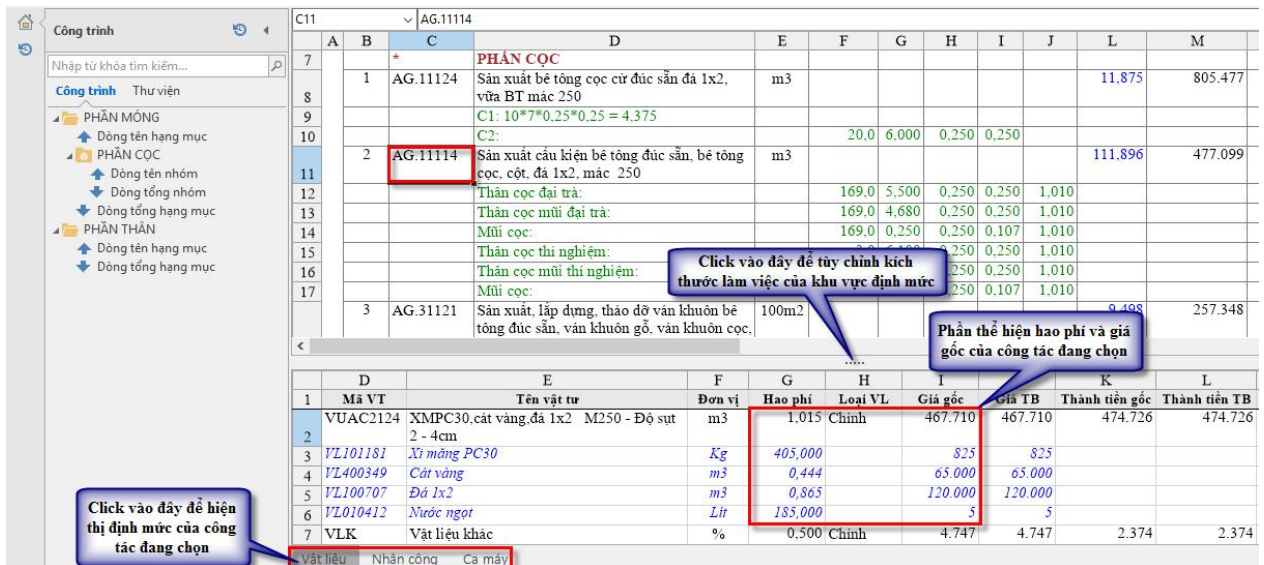 C11 AG.11114
Công trình
Nhập từ khóa tìm kiếm...
Công trình Thư viện
PHẦN MÓNG
Dòng tên hạng mục
PHẦN CỌC
Dòng tên nhóm
Dòng tổng nhóm
Dòng tổng hạng mục
PHẦN THÂN
Dòng tên hạng mục
Dòng tổng hạng mục
A B C D E F G H I J L M
7 * PHẦN CỌC
1 AG.11124 Sản xuất bê tông cọc cừ đúc sẵn đá 1x2, m3 11,875 805.477
8 vữa BT mác 250
9 C1: 10*7*0,25*0,25 = 4,375
10 C2: 20,0 6,000 0,250 0,250
2 AG.11114 Sản xuất cấu kiện bê tông đúc sẵn, bê tông m3 111,896 477.099
11 cọc, cột, đá 1x2, mác 250
12 Thân cọc đại trà: 169,0 5,500 0,250 0,250 1,010
13 Thân cọc mũi đại trà: 169,0 4,680 0,250 0,250 1,010
14 Mũi cọc: 169,0 0,250 0,250 0,107 1,010
15 Thân cọc thí nghiệm: 0,250 0,250 1,010
16 Thân cọc mũi thí nghiệm: 0,250 0,250 1,010
17 Mũi cọc: 0,250 0,107 1,010
3 AG.31121 Sản xuất, lắp dựng, tháo dỡ ván khuôn bê 100m2 9,498 257.348
tông đúc sẵn, ván khuôn gỗ, ván khuôn cọc,
Click vào đây để tùy chỉnh kích
thước làm việc của khu vực định mức
Phần thể hiện hao phí và giá
gốc của công tác đang chọn
D E F G H I K L
1 Mã VT Tên vật tư Đơn vị Hao phí Loại VL Giá gốc Giá TB Thành tiền gốc Thành tiền TB
VUAC2124 XMPC30,cát vàng,đá 1x2 M250 - Độ sụt m3 1,015 Chính 467.710 467.710 474.726 474.726
2 2 - 4cm
3 VL101181 Xi măng PC30 Kg 405,000 825 825
4 VL400349 Cát vàng m3 0,444 65.000 65.000
5 VL100707 Đá 1x2 m3 0,865 120.000 120.000
6 VL010412 Nước ngọt Lít 185,000 5 5
7 VLK Vật liệu khác % 0,500 Chính 4.747 4.747 2.374 2.374
Click vào đây để hiện
thị định mức của công
tác đang chọn
Vật liệu Nhân công Ca máy